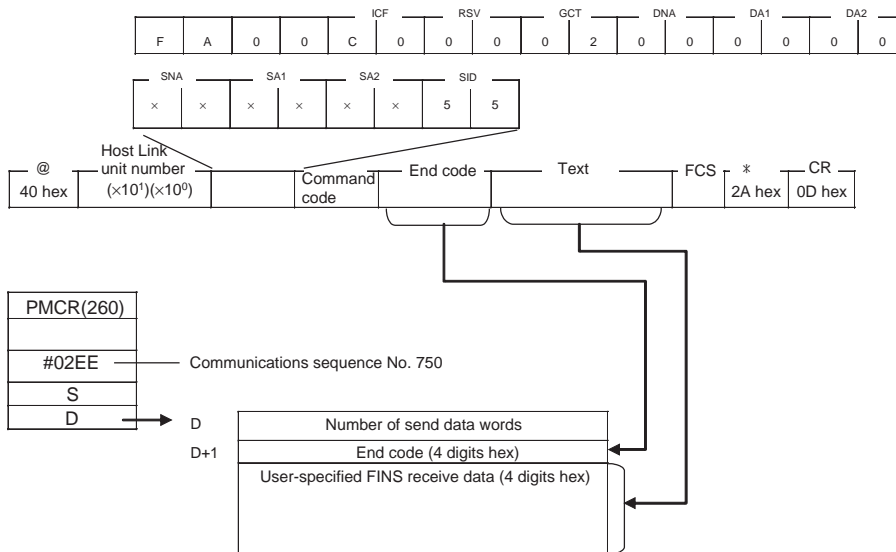 ICF RSV GCT DNA DA1 DA2
F A 0 0 C 0 0 0 0 2 0 0 0 0 0 0
SNA SA1 SA2 SID
× × × × × × 5 5
@ Host Link unit number (×10¹)(×10⁰) Command code End code Text FCS * CR
40 hex 2A hex 0D hex
PMCR(260)
#02EE Communications sequence No. 750
S
D D Number of send data words
D+1 End code (4 digits hex)
User-specified FINS receive data (4 digits hex)